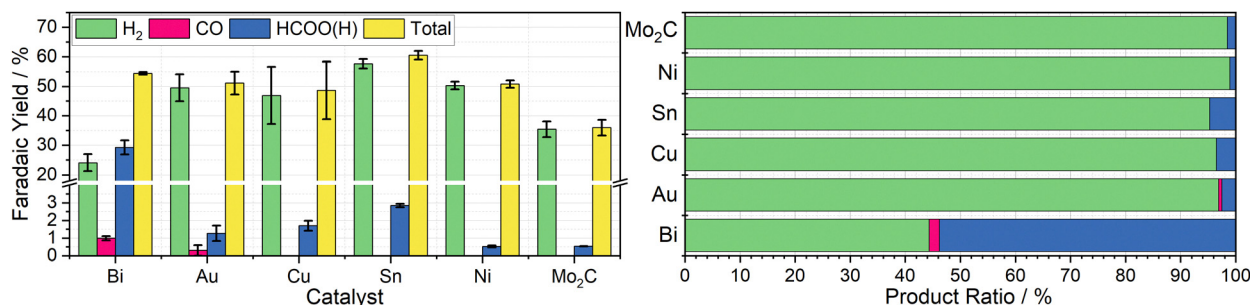 H₂ CO HCOO(H) Total
Faradaic Yield / %
70
60
50
40
30
20
3
2
1
0
Bi Au Cu Sn Ni Mo₂C
Catalyst
Mo₂C
Ni
Sn
Cu
Au
Bi
0 10 20 30 40 50 60 70 80 90 100
Product Ratio / %